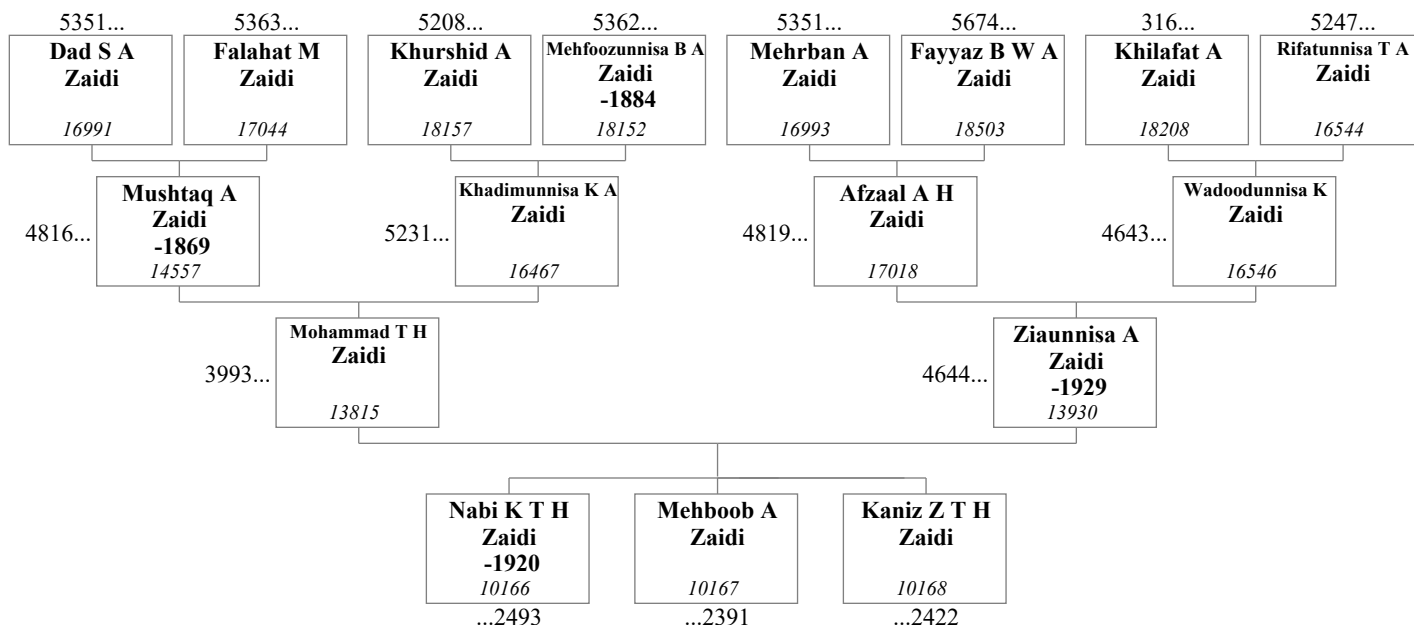 5351... 5363... 5208... 5362... 5351... 5674... 316... 5247...
Dad S A
Zaidi
16991
Falahat M
Zaidi
17044
Khurshid A
Zaidi
18157
Mehfoozunnisa B A
Zaidi
-1884
18152
Mehrban A
Zaidi
16993
Fayyaz B W A
Zaidi
18503
Khilafat A
Zaidi
18208
Rifatunnisa T A
Zaidi
16544
4816...
Mushtaq A
Zaidi
-1869
14557
5231...
Khadimunnisa K A
Zaidi
16467
4819...
Afzaal A H
Zaidi
17018
4643...
Wadoodunnisa K
Zaidi
16546
3993...
Mohammad T H
Zaidi
13815
4644...
Ziaunnisa A
Zaidi
-1929
13930
Nabi K T H
Zaidi
-1920
10166
...2493
Mehboob A
Zaidi
10167
...2391
Kaniz Z T H
Zaidi
10168
...2422